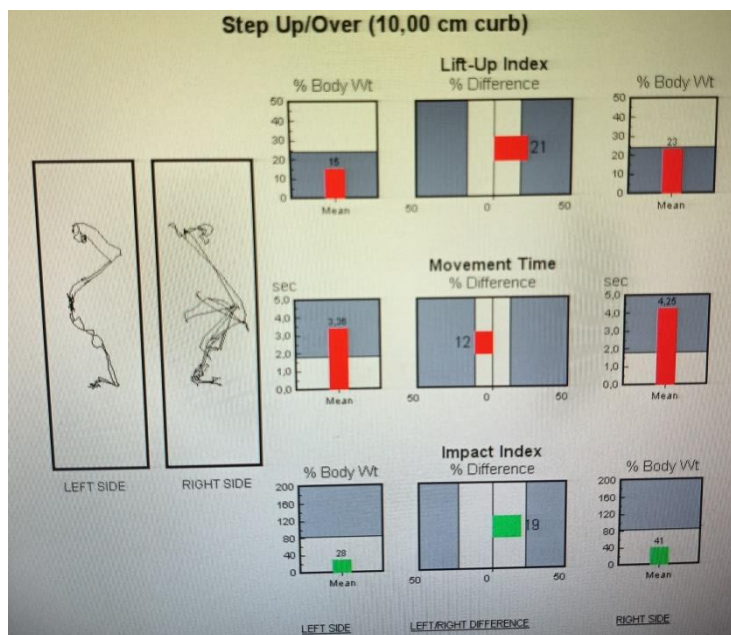 Step Up/Over (10,00 cm curb)
Lift-Up Index
% Body Wt
% Difference
% Body Wt
50
40
30
20
10
0
15
Mean
21
50
0
50
50
40
30
20
10
0
23
Mean
Movement Time
sec
% Difference
sec
5,0
4,0
3,0
2,0
1,0
0,0
3,36
Mean
12
50
0
50
5,0
4,0
3,0
2,0
1,0
0,0
4,25
Mean
Impact Index
% Body Wt
% Difference
% Body Wt
200
160
120
80
40
0
28
Mean
19
50
0
50
200
160
120
80
40
0
41
Mean
LEFT SIDE
RIGHT SIDE
LEFT SIDE
LEFT/RIGHT DIFFERENCE
RIGHT SIDE